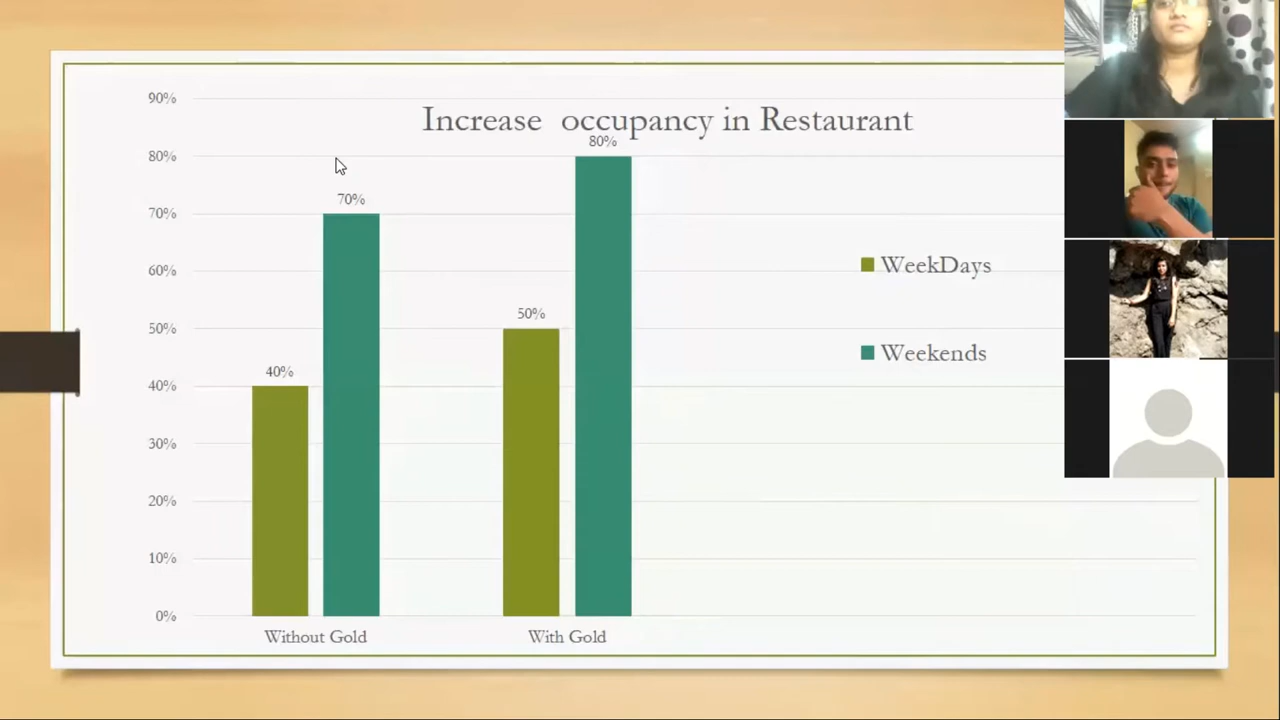 Increase occupancy in Restaurant
90%
80%
70%
60%
50%
40%
30%
20%
10%
0%
40%
70%
50%
80%
Without Gold
With Gold
WeekDays
Weekends